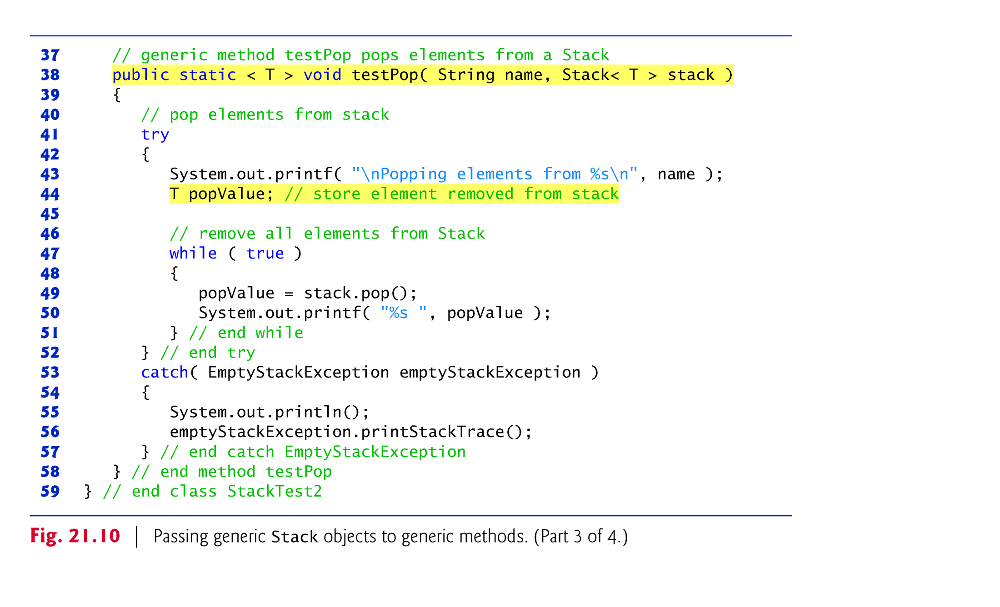 37 // generic method testPop pops elements from a Stack
38 public static < T > void testPop( String name, Stack< T > stack )
39 {
40 // pop elements from stack
41 try
42 {
43 System.out.printf( "\nPopping elements from %s\n", name );
44 T popValue; // store element removed from stack
45
46 // remove all elements from Stack
47 while ( true )
48 {
49 popValue = stack.pop();
50 System.out.printf( "%s ", popValue );
51 } // end while
52 } // end try
53 catch( EmptyStackException emptyStackException )
54 {
55 System.out.println();
56 emptyStackException.printStackTrace();
57 } // end catch EmptyStackException
58 } // end method testPop
59 } // end class StackTest2
Fig. 21.10 | Passing generic Stack objects to generic methods. (Part 3 of 4.)